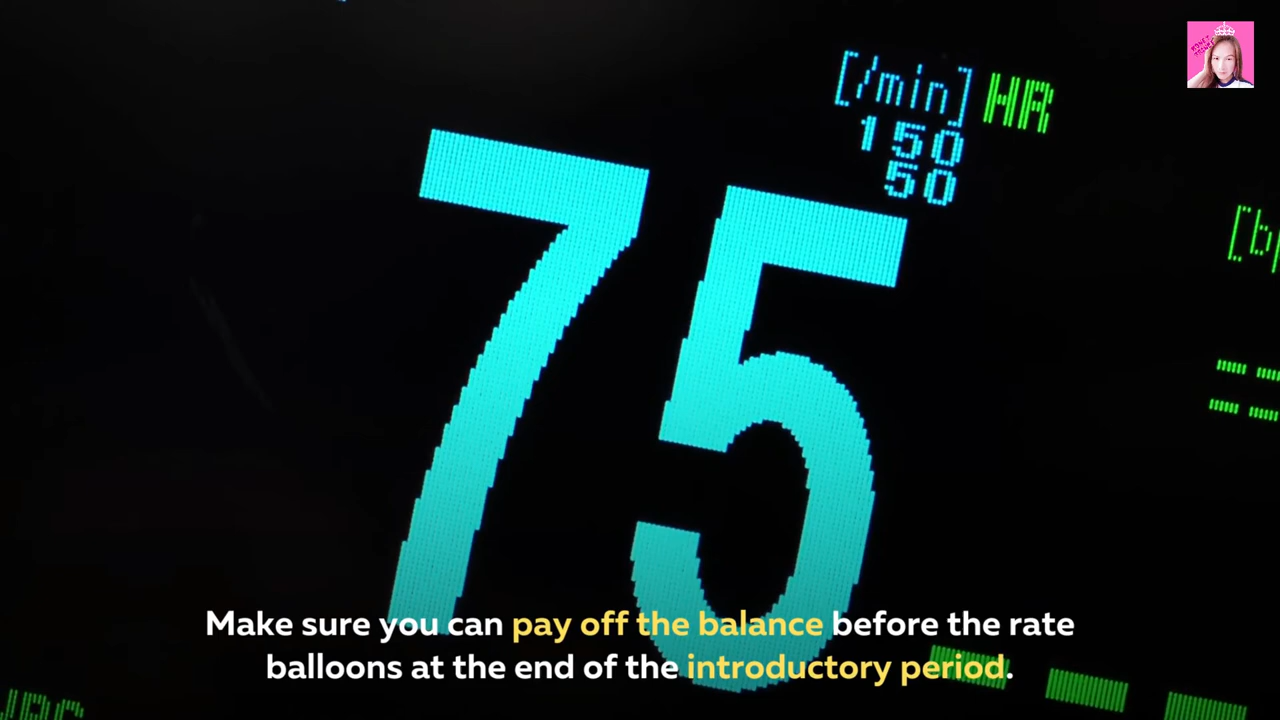 [/min] HR
150
50
75
Make sure you can pay off the balance before the rate
balloons at the end of the introductory period.